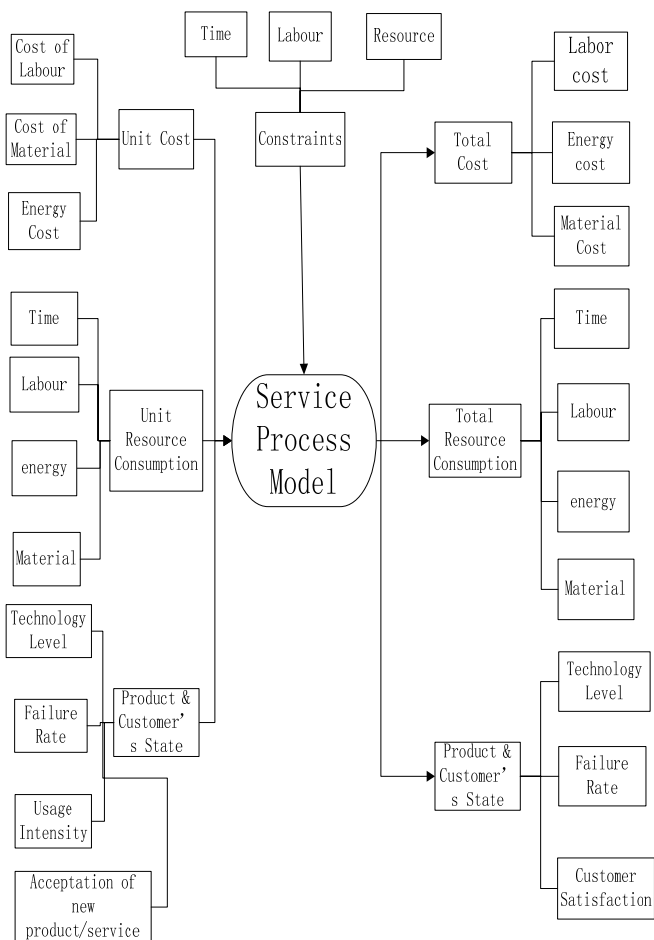 Time
Labour
Resource
Constraints
Cost of
Labour
Cost of
Material
Energy
Cost
Unit Cost
Time
Labour
energy
Material
Unit
Resource
Consumption
Technology
Level
Failure
Rate
Usage
Intensity
Acceptation of
new
product/service
Product &
Customer'
s State
Service
Process
Model
Total
Cost
Labor
cost
Energy
cost
Material
Cost
Total
Resource
Consumption
Time
Labour
energy
Material
Product &
Customer'
s State
Technology
Level
Failure
Rate
Customer
Satisfaction